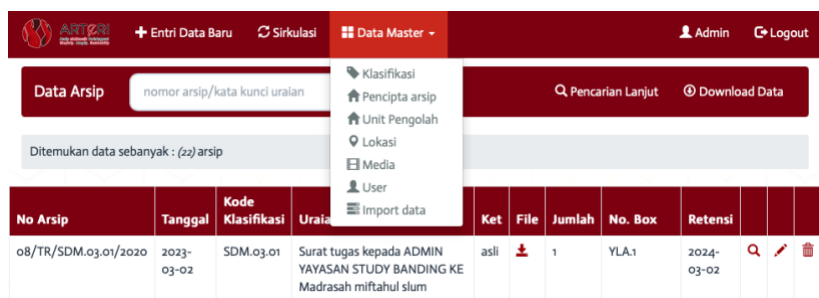 ARTERI
Entri Data Baru Sirkulasi Data Master Admin Logout
Data Arsip nomor arsip/kata kunci uraian Pencarian Lanjut Download Data
Klasifikasi
Pencipta arsip
Unit Pengolah
Lokasi
Media
User
Import data
Ditemukan data sebanyak : (22) arsip
No Arsip Tanggal Kode Klasifikasi Uraia Ket File Jumlah No. Box Retensi
08/TR/SDM.03.01/2020 2023-03-02 SDM.03.01 Surat tugas kepada ADMIN asli 1 YLA.1 2024-03-02
YAYASAN STUDY BANDING KE
Madrasah miftahul slum